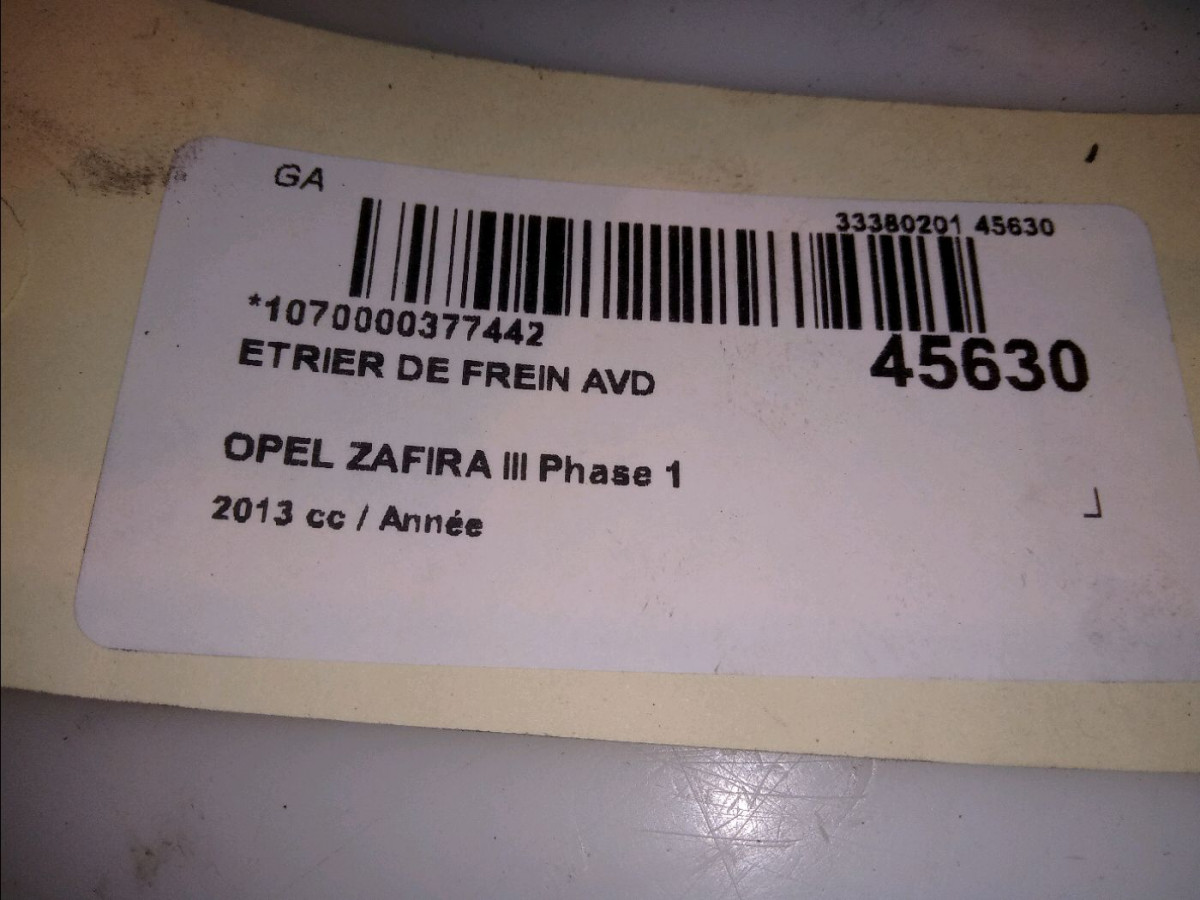 GA
33380201 45630
*1070000377442
45630
ETRIER DE FREIN AVD
OPEL ZAFIRA III Phase 1
2013 cc / Année